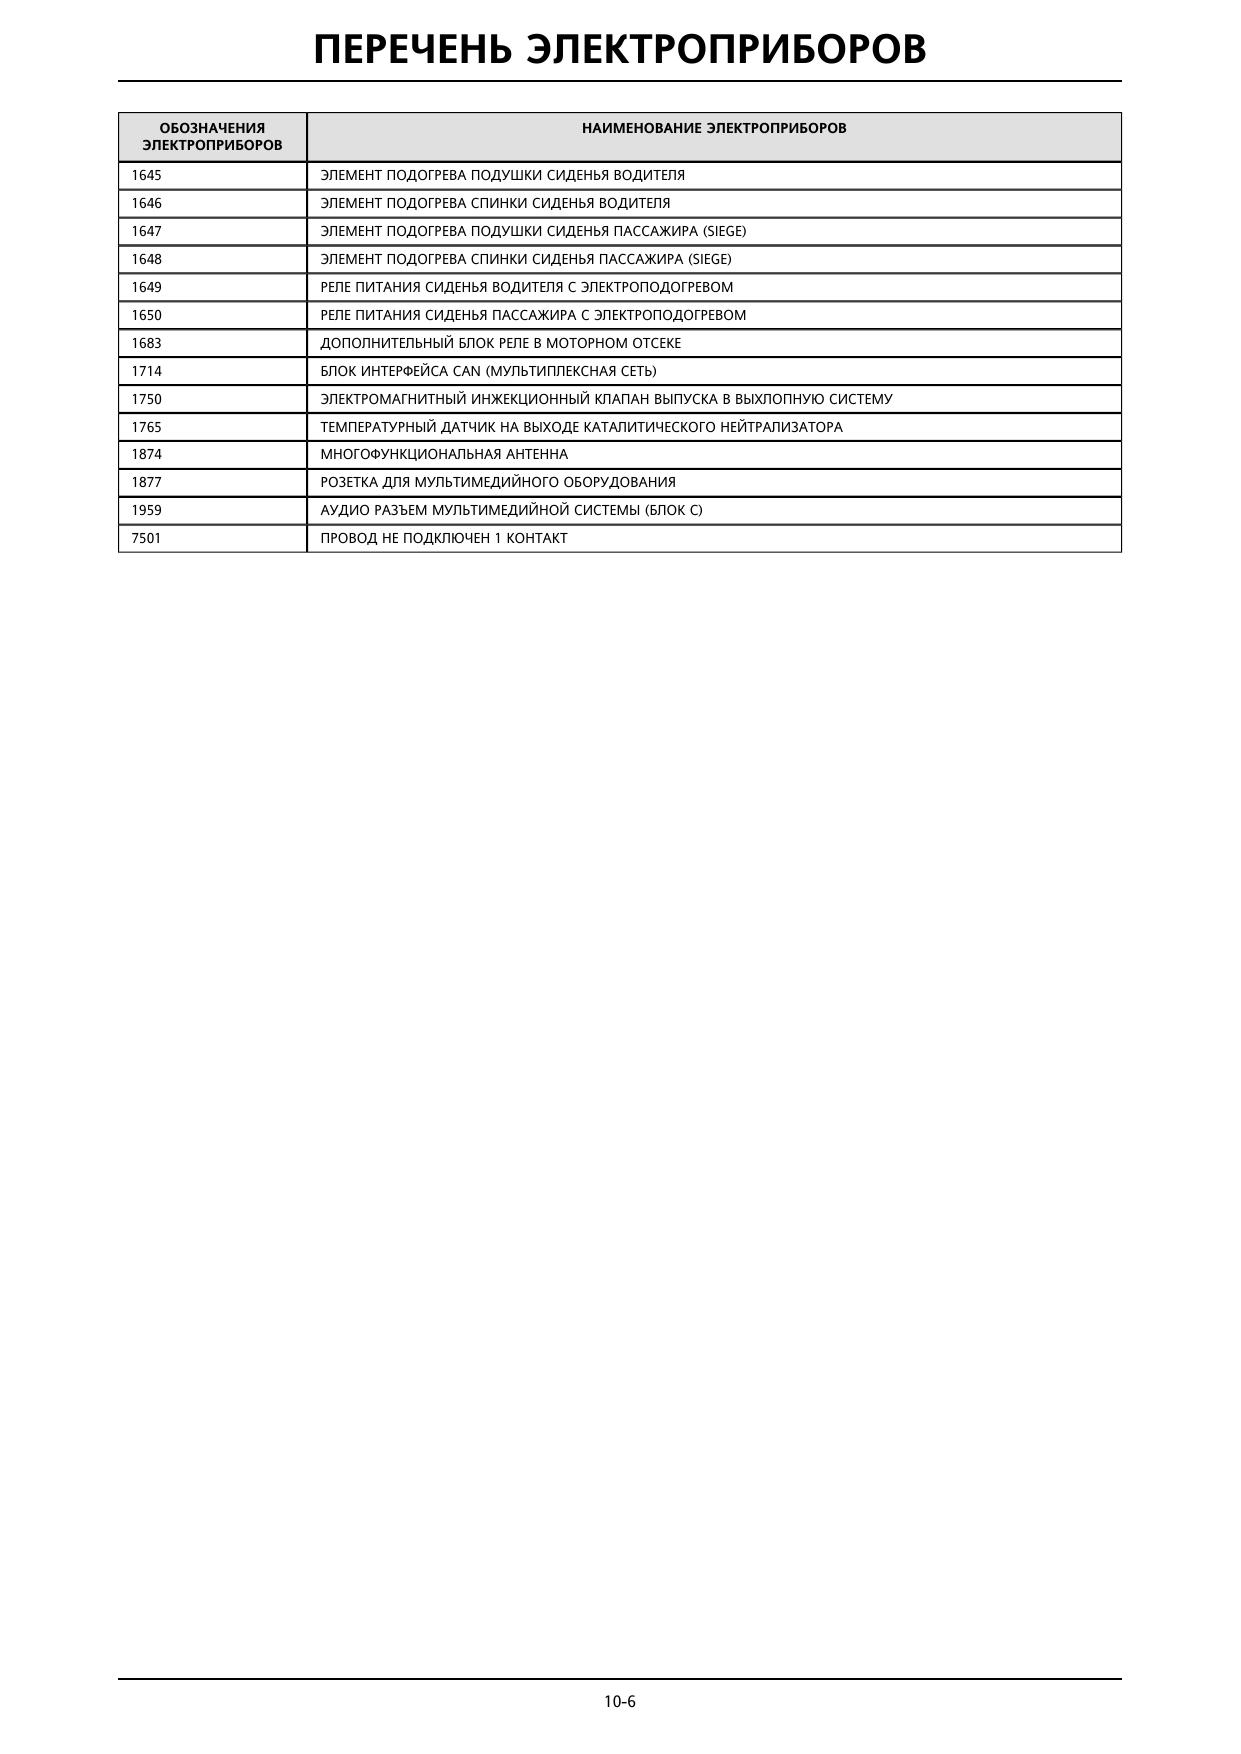 ПЕРЕЧЕНЬ ЭЛЕКТРОПРИБОРОВ
ОБОЗНАЧЕНИЯ
ЭЛЕКТРОПРИБОРОВ
НАИМЕНОВАНИЕ ЭЛЕКТРОПРИБОРОВ
1645 ЭЛЕМЕНТ ПОДОГРЕВА ПОДУШКИ СИДЕНЬЯ ВОДИТЕЛЯ
1646 ЭЛЕМЕНТ ПОДОГРЕВА СПИНКИ СИДЕНЬЯ ВОДИТЕЛЯ
1647 ЭЛЕМЕНТ ПОДОГРЕВА ПОДУШКИ СИДЕНЬЯ ПАССАЖИРА (SIEGE)
1648 ЭЛЕМЕНТ ПОДОГРЕВА СПИНКИ СИДЕНЬЯ ПАССАЖИРА (SIEGE)
1649 РЕЛЕ ПИТАНИЯ СИДЕНЬЯ ВОДИТЕЛЯ С ЭЛЕКТРОПОДОГРЕВОМ
1650 РЕЛЕ ПИТАНИЯ СИДЕНЬЯ ПАССАЖИРА С ЭЛЕКТРОПОДОГРЕВОМ
1683 ДОПОЛНИТЕЛЬНЫЙ БЛОК РЕЛЕ В МОТОРНОМ ОТСЕКЕ
1714 БЛОК ИНТЕРФЕЙСА CAN (МУЛЬТИПЛЕКСНАЯ СЕТЬ)
1750 ЭЛЕКТРОМАГНИТНЫЙ ИНЖЕКЦИОННЫЙ КЛАПАН ВЫПУСКА В ВЫХЛОПНУЮ СИСТЕМУ
1765 ТЕМПЕРАТУРНЫЙ ДАТЧИК НА ВЫХОДЕ КАТАЛИТИЧЕСКОГО НЕЙТРАЛИЗАТОРА
1874 МНОГОФУНКЦИОНАЛЬНАЯ АНТЕННА
1877 РОЗЕТКА ДЛЯ МУЛЬТИМЕДИЙНОГО ОБОРУДОВАНИЯ
1959 АУДИО РАЗЪЕМ МУЛЬТИМЕДИЙНОЙ СИСТЕМЫ (БЛОК С)
7501 ПРОВОД НЕ ПОДКЛЮЧЕН 1 КОНТАКТ
10-6